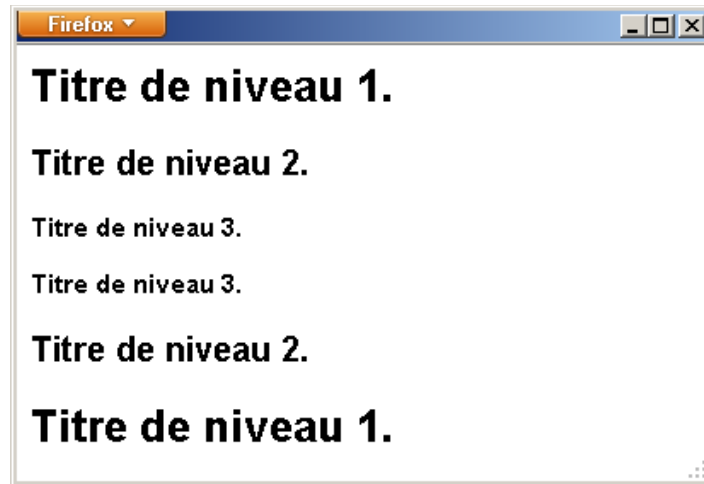 Firefox
Titre de niveau 1.
Titre de niveau 2.
Titre de niveau 3.
Titre de niveau 3.
Titre de niveau 2.
Titre de niveau 1.